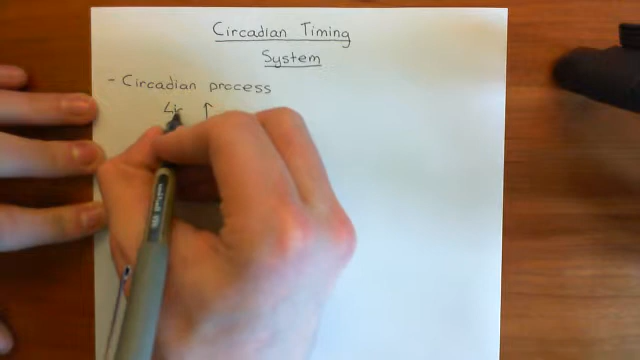 Circadian Timing
System
- Circadian process